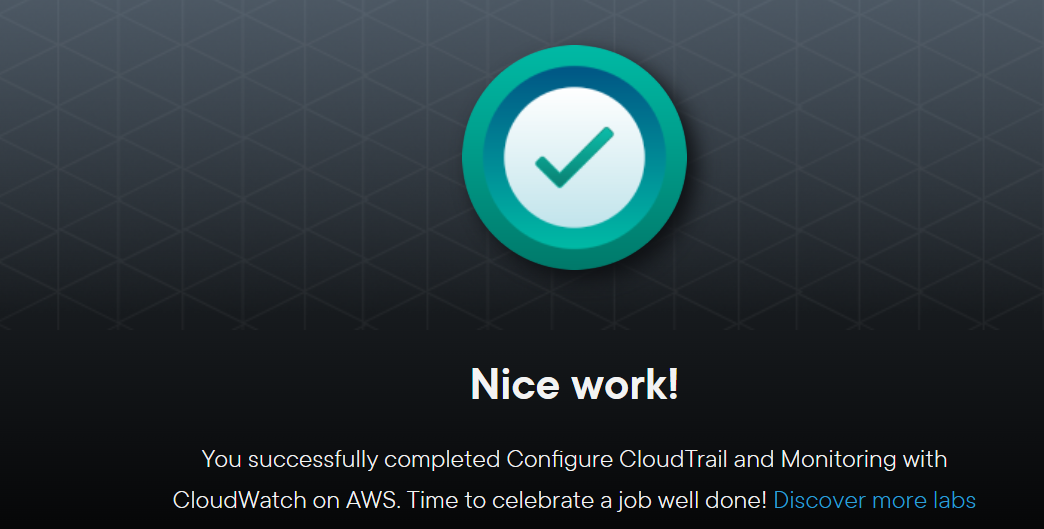 Nice work!
You successfully completed Configure CloudTrail and Monitoring with
CloudWatch on AWS. Time to celebrate a job well done! Discover more labs